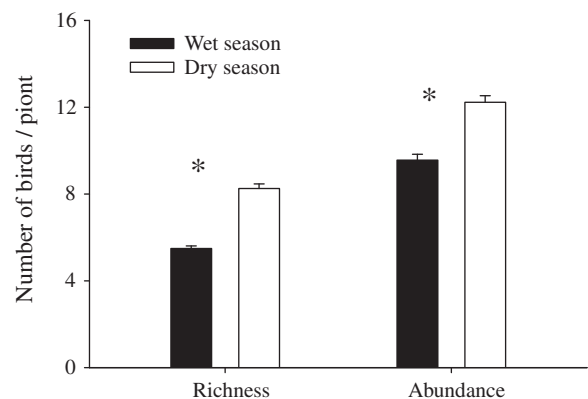 16
12
8
4
0
Number of birds / piont
Wet season
Dry season
*
*
Richness
Abundance